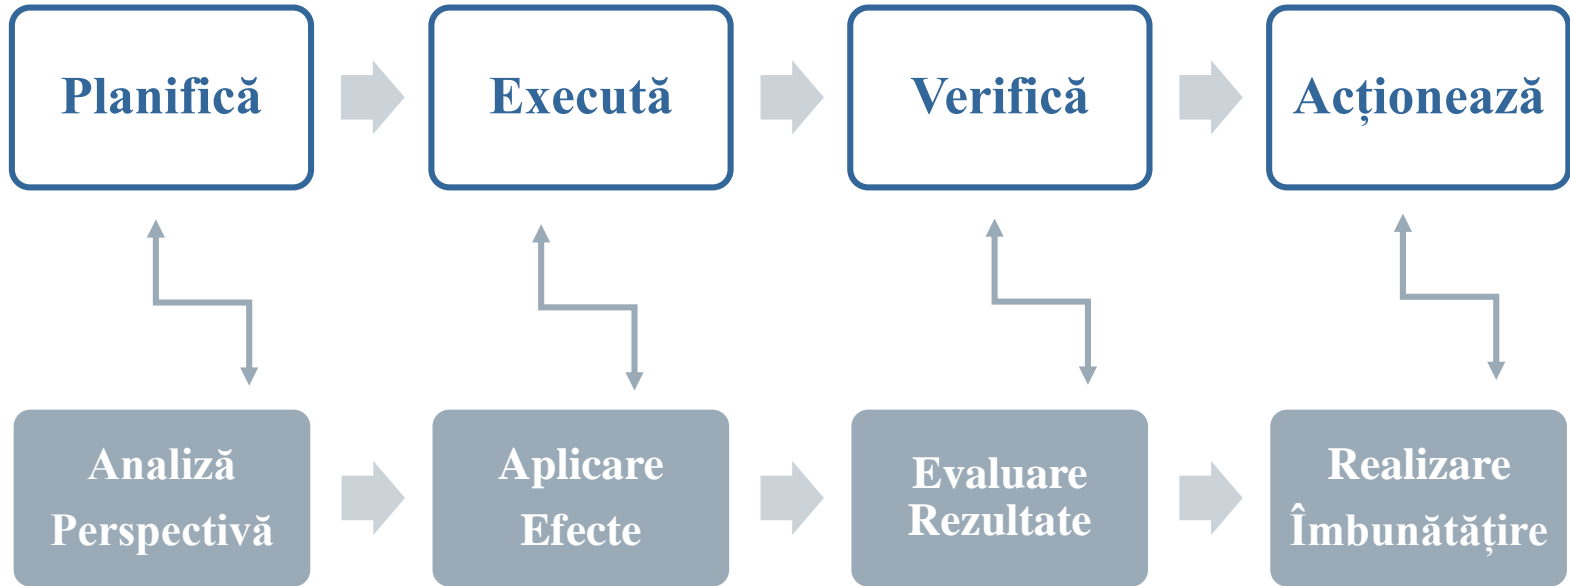 Planifică
Execută
Verifică
Acționează
Analiză
Perspectivă
Aplicare
Efecte
Evaluare
Rezultate
Realizare
Îmbunătățire